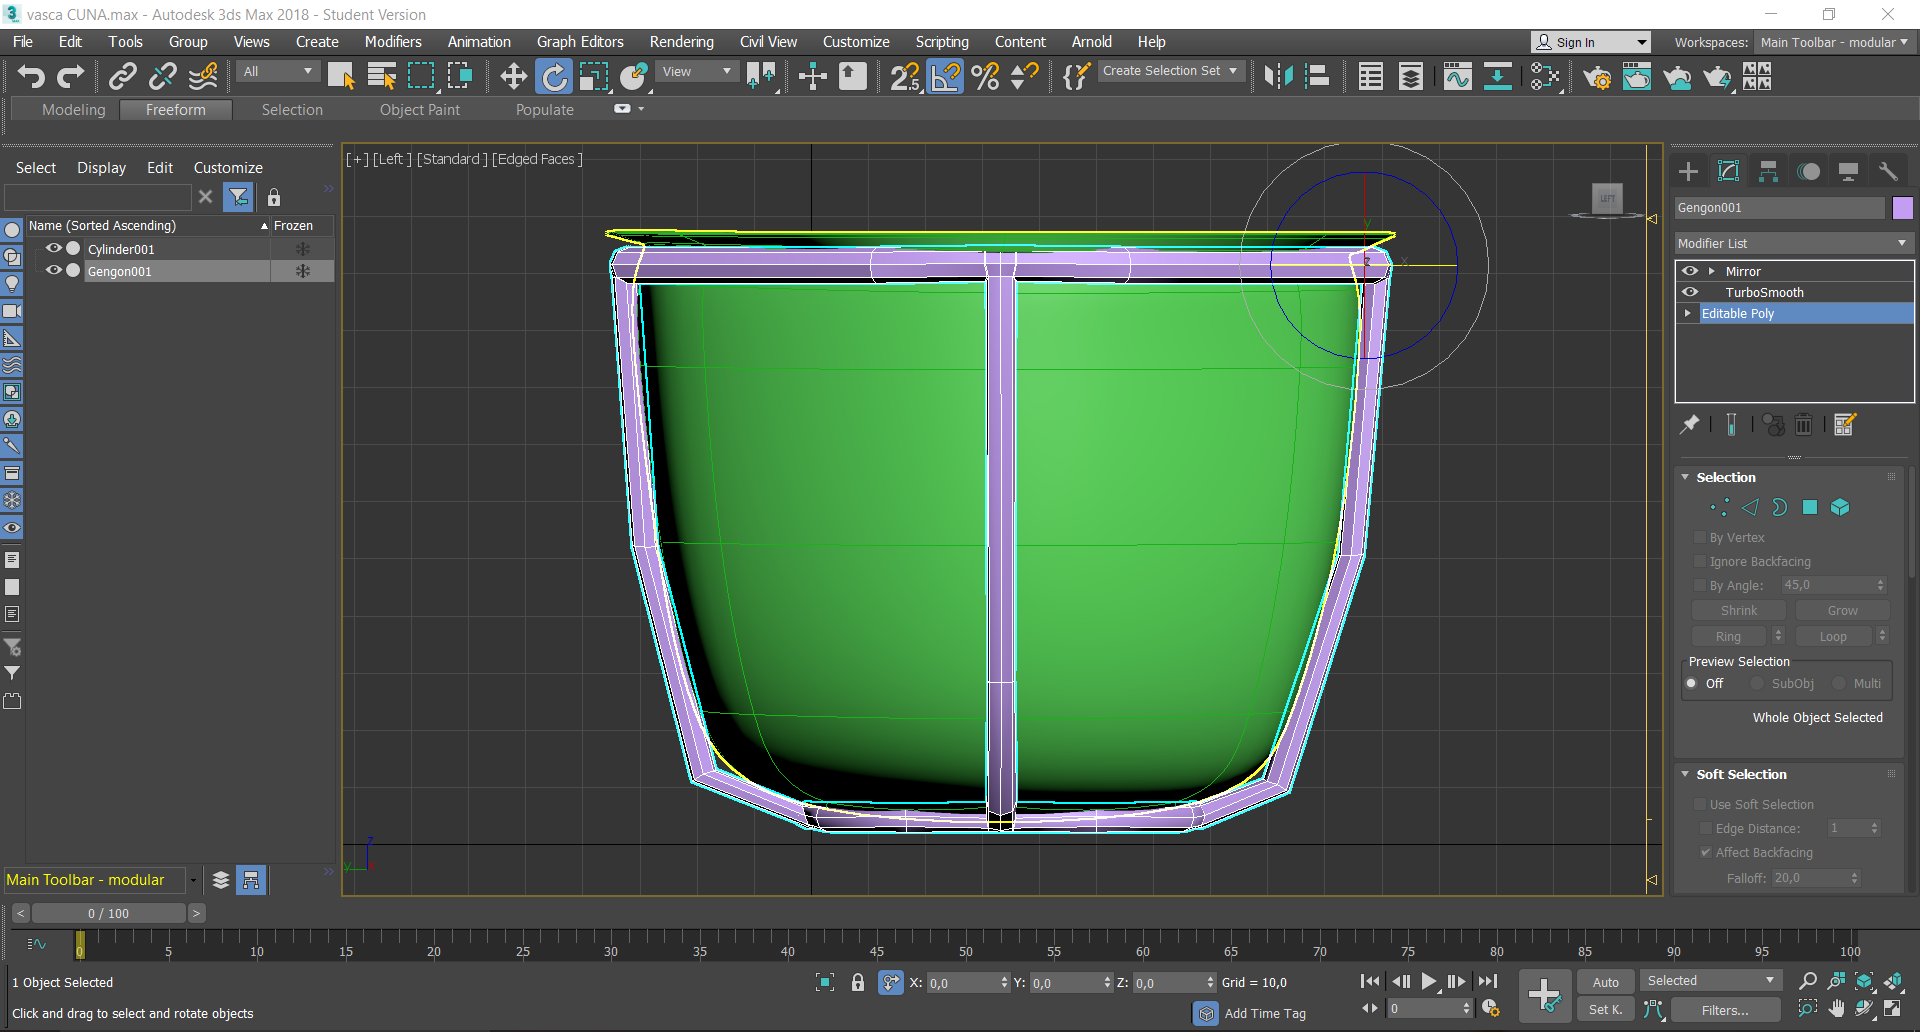 vasca CUNA.max - Autodesk 3ds Max 2018 - Student Version
File Edit Tools Group Views Create Modifiers Animation Graph Editors Rendering Civil View Customize Scripting Content Arnold Help
Sign In
Workspaces: Main Toolbar - modular
All
View
Create Selection Set
Modeling Freeform Selection Object Paint Populate
Select Display Edit Customize
Name (Sorted Ascending) Frozen
Cylinder001
Gengon001
[+] [Left ] [Standard ] [Edged Faces ]
LEFT
y
z
x
z
y
x
Gengon001
Modifier List
Mirror
TurboSmooth
Editable Poly
Selection
By Vertex
Ignore Backfacing
By Angle: 45,0
Shrink Grow
Ring Loop
Preview Selection
Off SubObj Multi
Whole Object Selected
Soft Selection
Use Soft Selection
Edge Distance: 1
Affect Backfacing
Falloff: 20,0
Main Toolbar - modular
< 0 / 100 >
0 5 10 15 20 25 30 35 40 45 50 55 60 65 70 75 80 85 90 95 100
1 Object Selected
X: 0,0 Y: 0,0 Z: 0,0 Grid = 10,0
Auto Selected
Click and drag to select and rotate objects
Add Time Tag
0
Set K. Filters...